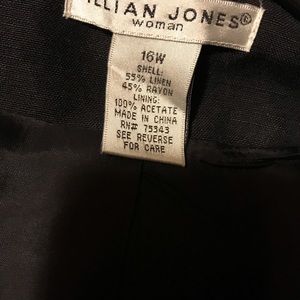 ILLIAN JONES®
woman
16W
SHELL:
55% LINEN
45% RAYON
LINING:
100% ACETATE
MADE IN CHINA
RN# 75343
SEE REVERSE
FOR CARE